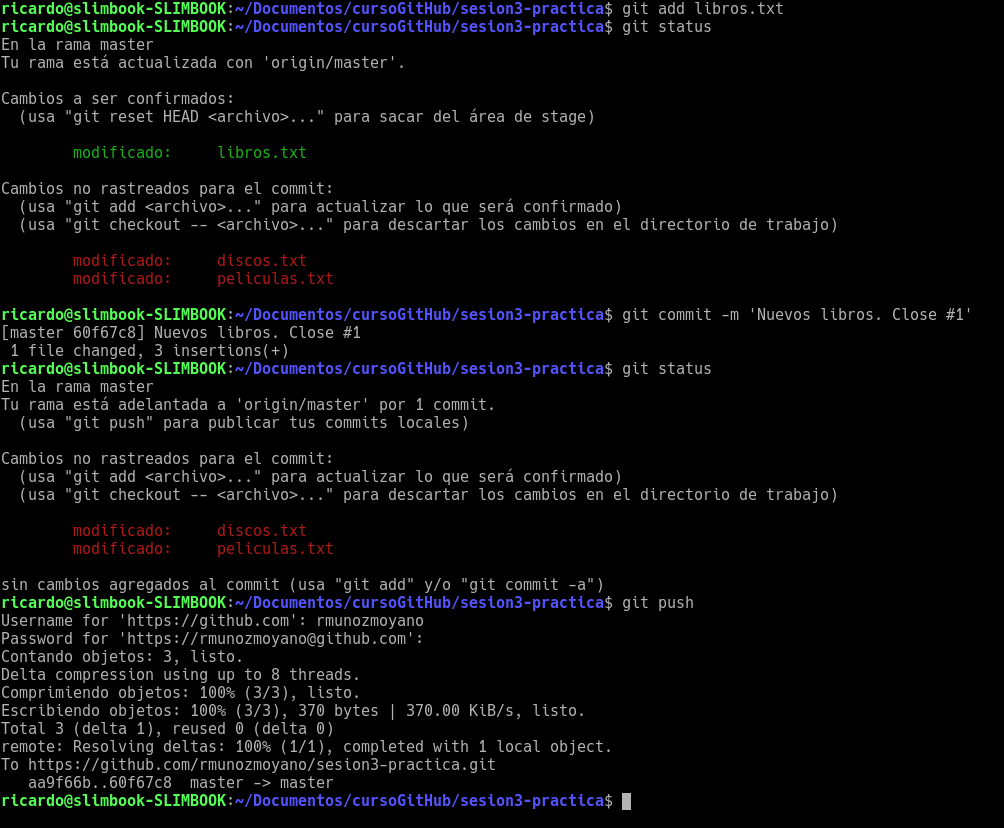 ricardo@slimbook-SLIMBOOK:~/Documentos/cursoGitHub/sesion3-practica$ git add libros.txt
ricardo@slimbook-SLIMBOOK:~/Documentos/cursoGitHub/sesion3-practica$ git status
En la rama master
Tu rama está actualizada con 'origin/master'.

Cambios a ser confirmados:
  (usa "git reset HEAD <archivo>..." para sacar del área de stage)

        modificado:     libros.txt

Cambios no rastreados para el commit:
  (usa "git add <archivo>..." para actualizar lo que será confirmado)
  (usa "git checkout -- <archivo>..." para descartar los cambios en el directorio de trabajo)

        modificado:     discos.txt
        modificado:     peliculas.txt

ricardo@slimbook-SLIMBOOK:~/Documentos/cursoGitHub/sesion3-practica$ git commit -m 'Nuevos libros. Close #1'
[master 60f67c8] Nuevos libros. Close #1
 1 file changed, 3 insertions(+)
ricardo@slimbook-SLIMBOOK:~/Documentos/cursoGitHub/sesion3-practica$ git status
En la rama master
Tu rama está adelantada a 'origin/master' por 1 commit.
  (usa "git push" para publicar tus commits locales)

Cambios no rastreados para el commit:
  (usa "git add <archivo>..." para actualizar lo que será confirmado)
  (usa "git checkout -- <archivo>..." para descartar los cambios en el directorio de trabajo)

        modificado:     discos.txt
        modificado:     peliculas.txt

sin cambios agregados al commit (usa "git add" y/o "git commit -a")
ricardo@slimbook-SLIMBOOK:~/Documentos/cursoGitHub/sesion3-practica$ git push
Username for 'https://github.com': rmunozmoyano
Password for 'https://rmunozmoyano@github.com':
Contando objetos: 3, listo.
Delta compression using up to 8 threads.
Comprimiendo objetos: 100% (3/3), listo.
Escribiendo objetos: 100% (3/3), 370 bytes | 370.00 KiB/s, listo.
Total 3 (delta 1), reused 0 (delta 0)
remote: Resolving deltas: 100% (1/1), completed with 1 local object.
To https://github.com/rmunozmoyano/sesion3-practica.git
   aa9f66b..60f67c8  master -> master
ricardo@slimbook-SLIMBOOK:~/Documentos/cursoGitHub/sesion3-practica$